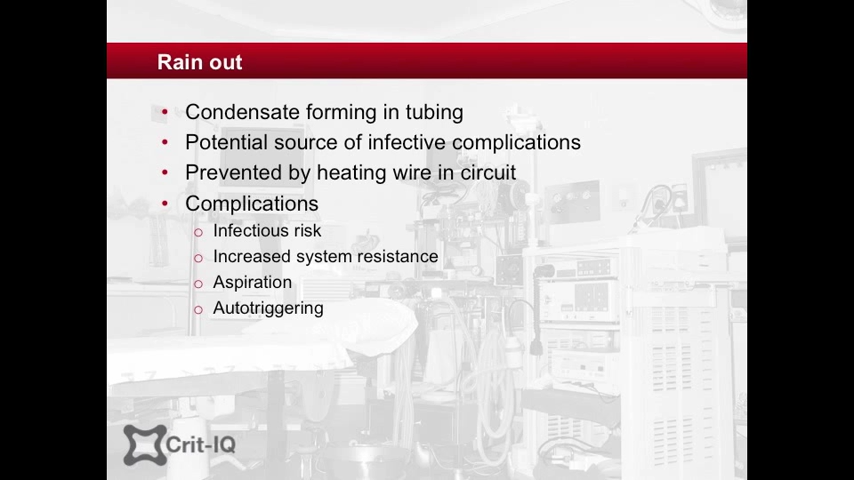 Rain out
• Condensate forming in tubing
• Potential source of infective complications
• Prevented by heating wire in circuit
• Complications
o Infectious risk
o Increased system resistance
o Aspiration
o Autotriggering
Crit-IQ